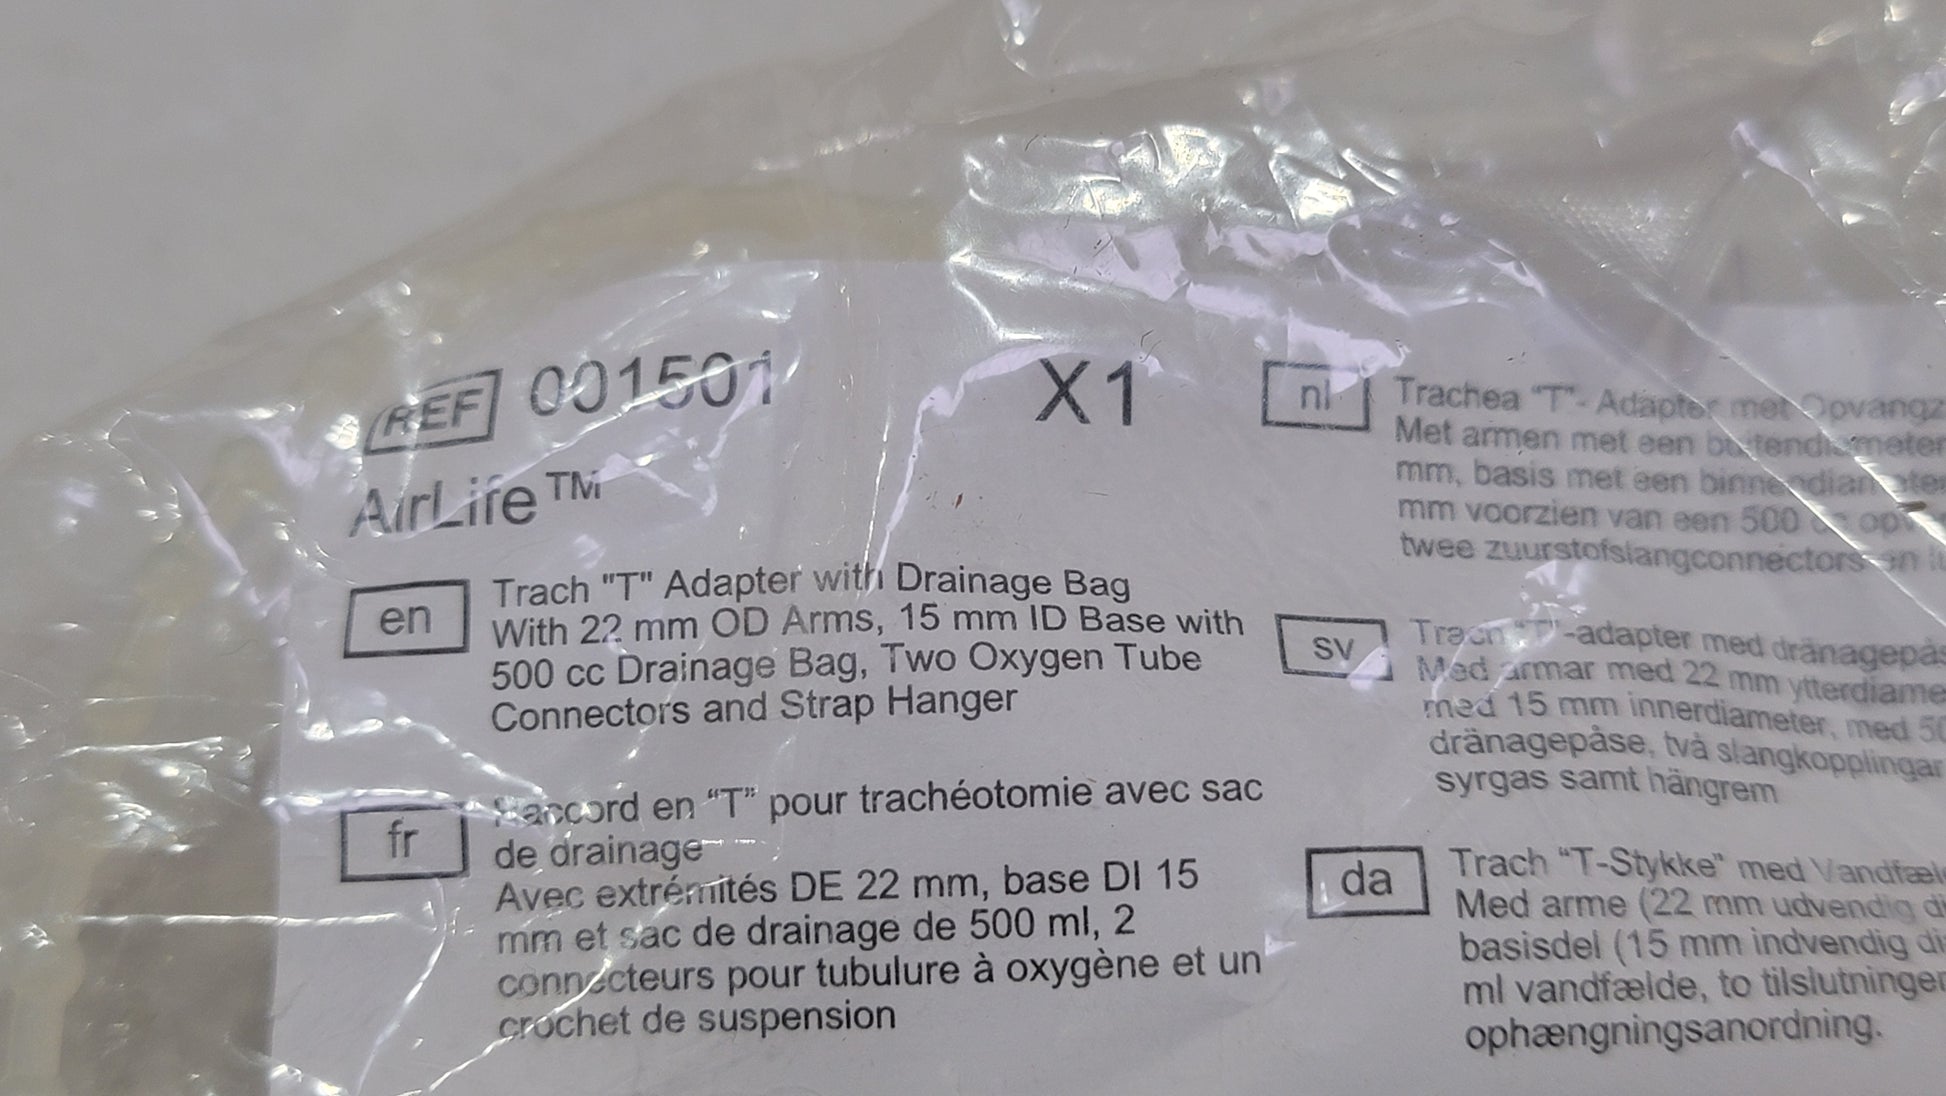 REF 001501 X1
AirLife™
en
Trach "T" Adapter with Drainage Bag
With 22 mm OD Arms, 15 mm ID Base with
500 cc Drainage Bag, Two Oxygen Tube
Connectors and Strap Hanger
fr
Raccord en “T” pour trachéotomie avec sac
de drainage
Avec extrémités DE 22 mm, base DI 15
mm et sac de drainage de 500 ml, 2
connecteurs pour tubulure à oxygène et un
crochet de suspension
nl
Trachea “T”- Adapter met
Met armen met een
mm, basis met een
mm voorzien van een 500
twee zuurstofslangconnectors en
sv
Trach “T”-adapter med
Med armar med 22 mm
med 15 mm innerdiameter, med
dränagepåse, två slangkopplingar
syrgas samt hängrem
da
Trach “T-Stykke” med
Med arme (22 mm udvendig
basisdel (15 mm indvendig
ml vandfælde, to
ophængningsanordning.